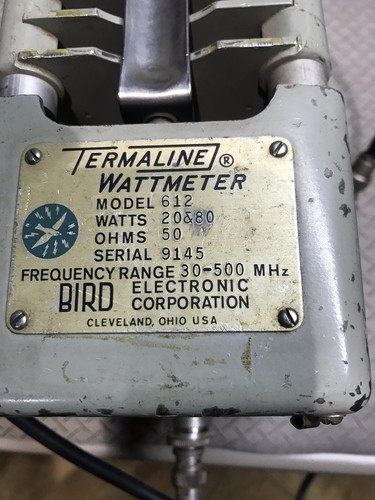 TERMALINE®
WATTMETER
MODEL 612
WATTS 20&80
OHMS 50
SERIAL 9145
FREQUENCY RANGE 30-500 MHz
BIRD ELECTRONIC
CORPORATION
CLEVELAND, OHIO USA